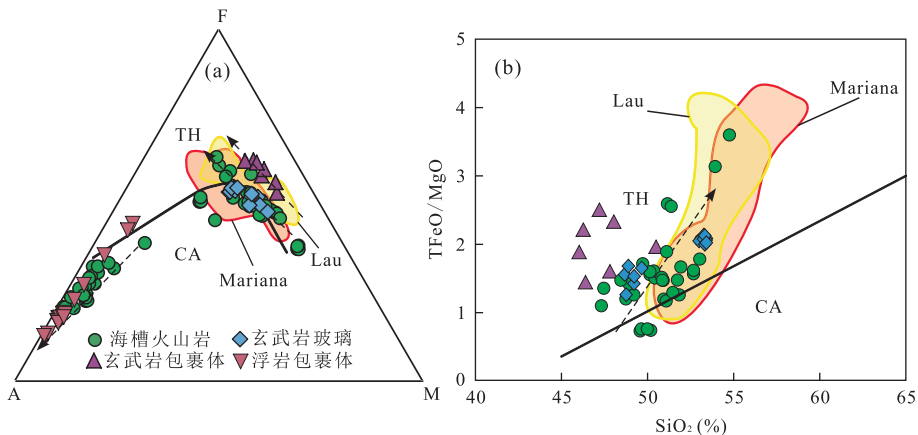 F
(a)
TH
CA
Mariana
Lau
海槽火山岩
玄武岩玻璃
玄武岩包裹体
浮岩包裹体
A
M
(b)
5
4
3
2
1
0
TFeO/MgO
Lau
Mariana
TH
CA
40
45
50
55
60
65
SiO₂ (%)